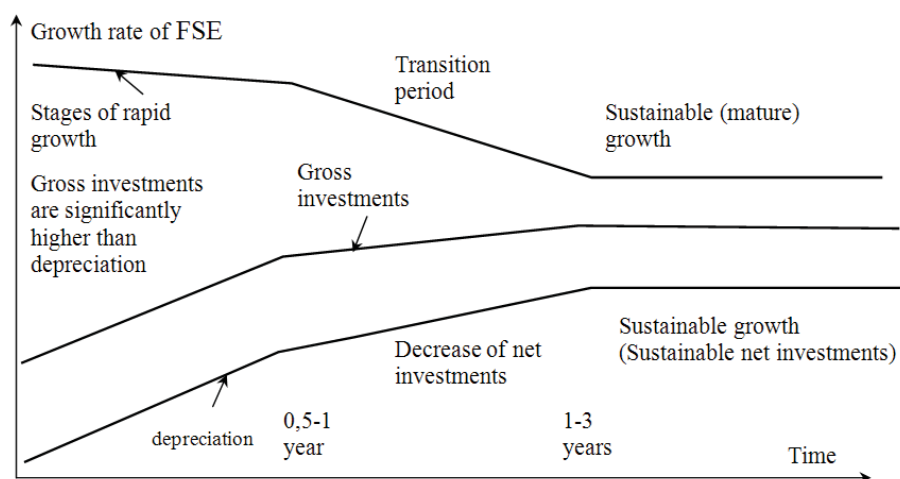 Growth rate of FSE
Transition
period
Stages of rapid
growth
Sustainable (mature)
growth
Gross investments
are significantly
higher than
depreciation
Gross
investments
Decrease of net
investments
Sustainable growth
(Sustainable net investments)
depreciation
0,5-1
year
1-3
years
Time